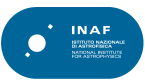 INAF
ISTITUTO NAZIONALE
DI ASTROFISICA
NATIONAL INSTITUTE
FOR ASTROPHYSICS